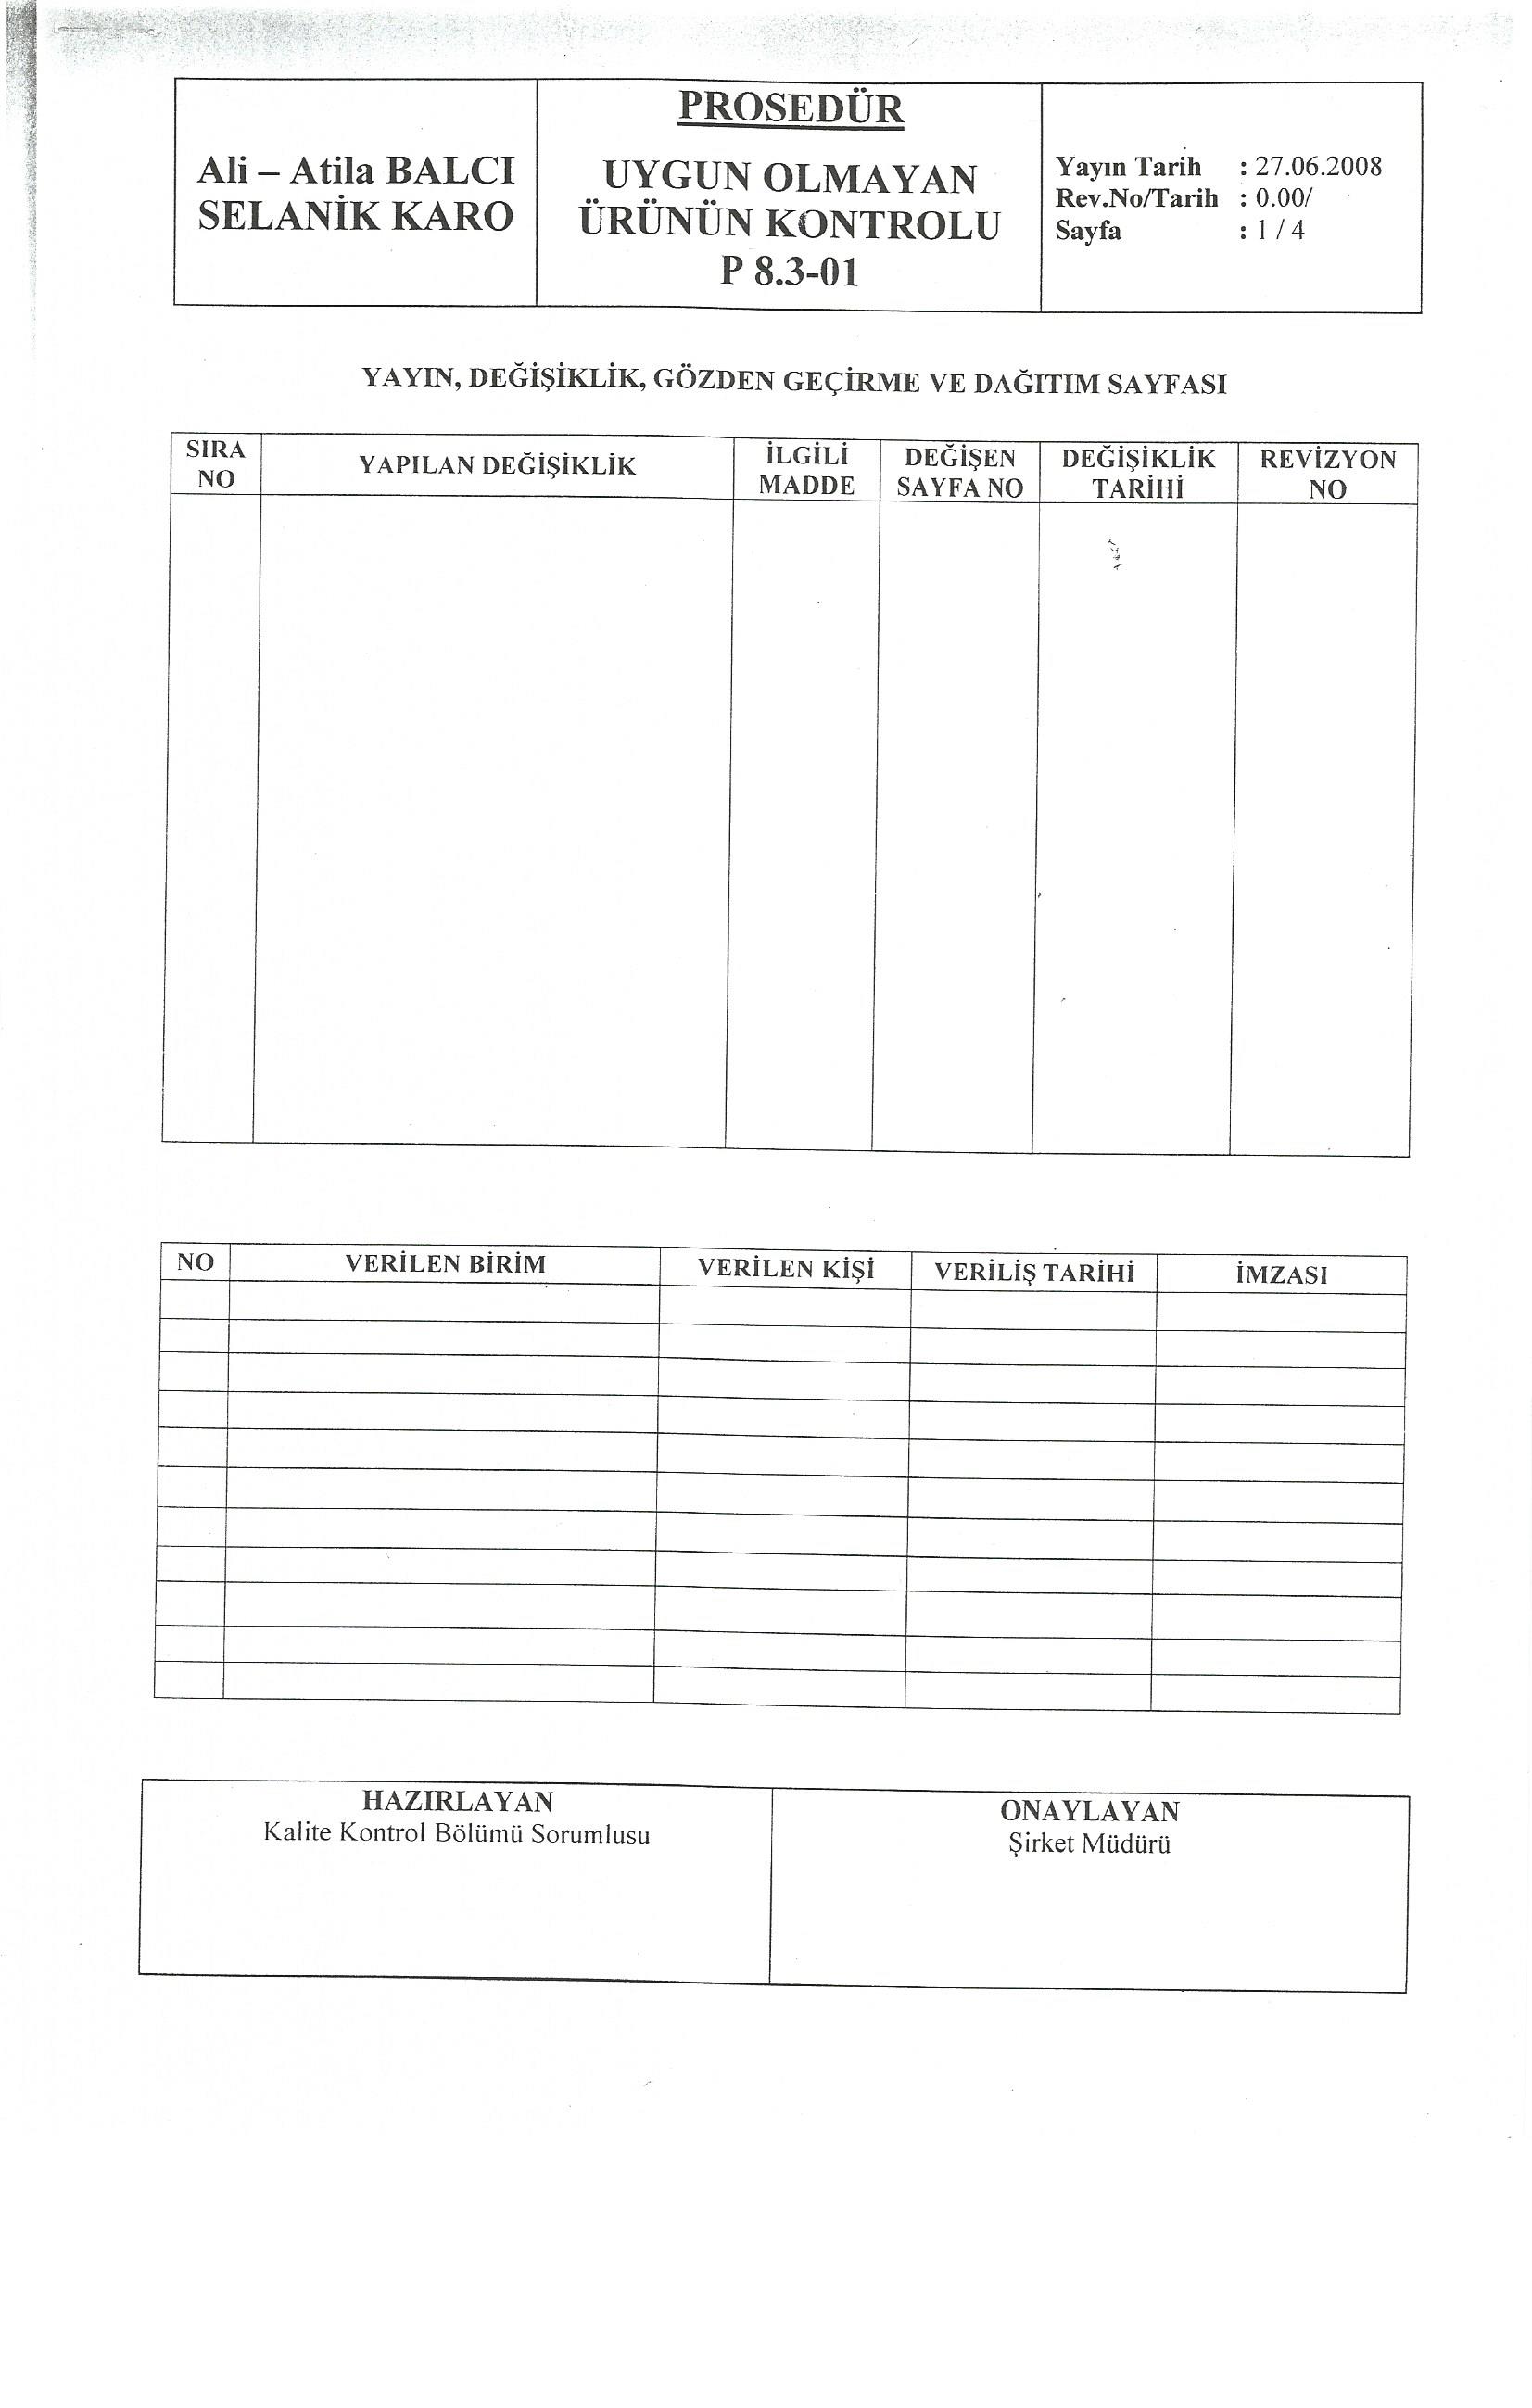 Ali – Atila BALCI
SELANİK KARO
PROSEDÜR
UYGUN OLMAYAN
ÜRÜNÜN KONTROLU
P 8.3-01
Yayın Tarih : 27.06.2008
Rev.No/Tarih : 0.00/
Sayfa : 1 / 4
YAYIN, DEĞİŞİKLİK, GÖZDEN GEÇİRME VE DAĞITIM SAYFASI
SIRA
NO
YAPILAN DEĞİŞİKLİK
İLGİLİ
MADDE
DEĞİŞEN
SAYFA NO
DEĞİŞİKLİK
TARİHİ
REVİZYON
NO
NO
VERİLEN BİRİM
VERİLEN KİŞİ
VERİLİŞ TARİHİ
İMZASI
HAZIRLAYAN
Kalite Kontrol Bölümü Sorumlusu
ONAYLAYAN
Şirket Müdürü